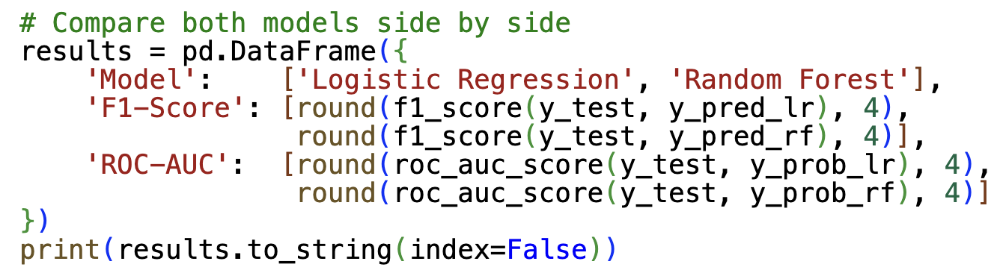 # Compare both models side by side
results = pd.DataFrame({
    'Model':    ['Logistic Regression', 'Random Forest'],
    'F1-Score': [round(f1_score(y_test, y_pred_lr), 4),
                 round(f1_score(y_test, y_pred_rf), 4)],
    'ROC-AUC':  [round(roc_auc_score(y_test, y_prob_lr), 4),
                 round(roc_auc_score(y_test, y_prob_rf), 4)]
})
print(results.to_string(index=False))